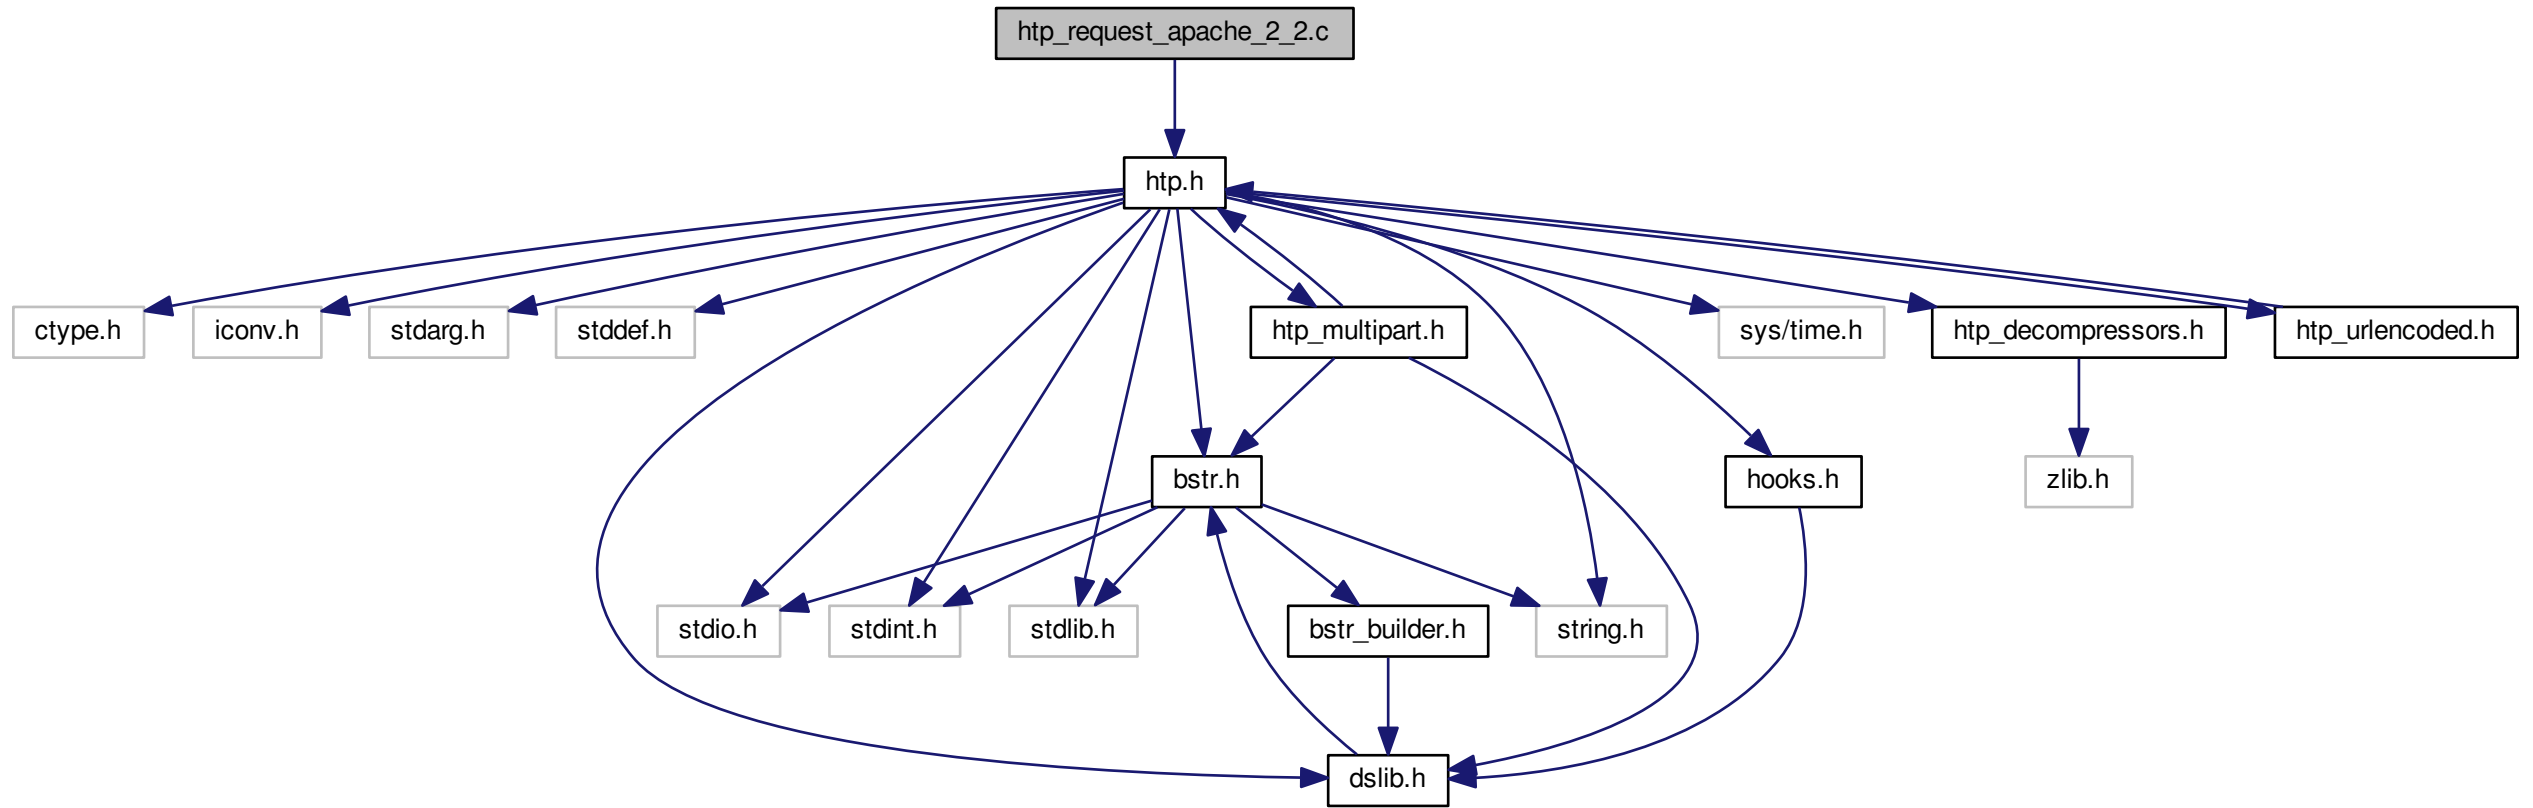 htp_request_apache_2_2.c
htp.h
ctype.h
iconv.h
stdarg.h
stddef.h
htp_multipart.h
sys/time.h
htp_decompressors.h
htp_urlencoded.h
bstr.h
hooks.h
zlib.h
stdio.h
stdint.h
stdlib.h
bstr_builder.h
string.h
dslib.h